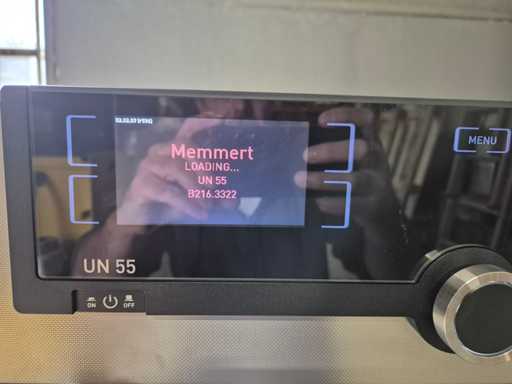 Memmert
LOADING...
UN 55
B216.3322
MENU
UN 55
ON
OFF